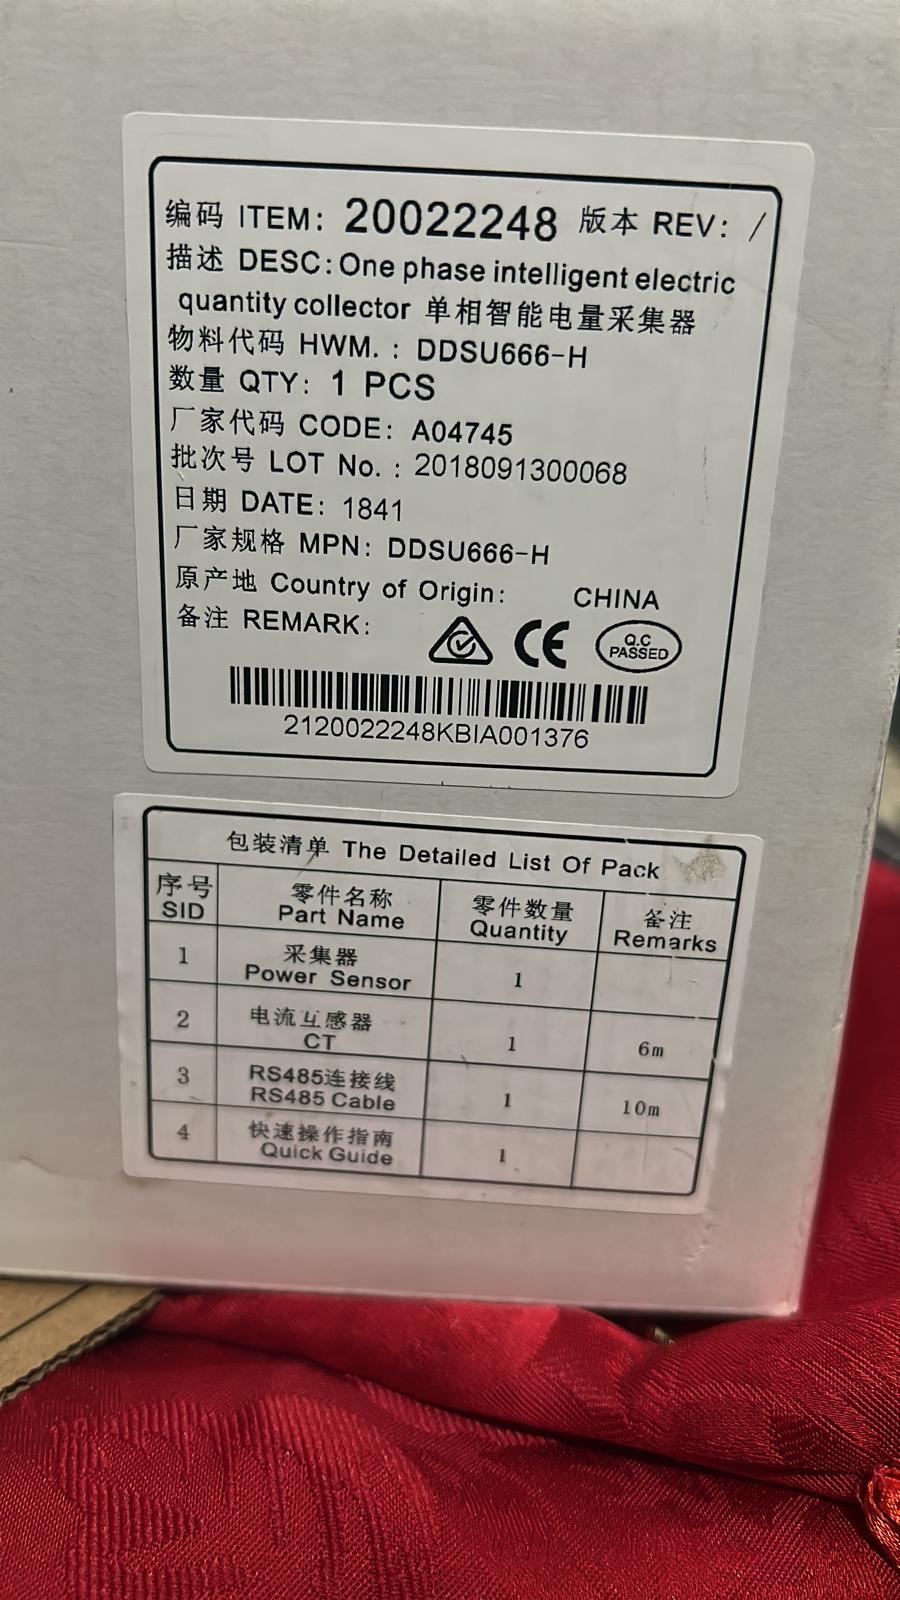 编码 ITEM: 20022248 版本 REV: /
描述 DESC:One phase intelligent electric
quantity collector 单相智能电量采集器
物料代码 HWM. : DDSU666-H
数量 QTY: 1 PCS
厂家代码 CODE: A04745
批次号 LOT No. : 2018091300068
日期 DATE: 1841
厂家规格 MPN: DDSU666-H
原产地 Country of Origin: CHINA
备注 REMARK:
CE
Q.C
PASSED
2120022248KBIA001376
包装清单 The Detailed List Of Pack
序号 零件名称 零件数量 备注
SID Part Name Quantity Remarks
1 采集器 1
Power Sensor
2 电流互感器 1 6m
CT
3 RS485连接线 1 10m
RS485 Cable
4 快速操作指南 1
Quick Guide